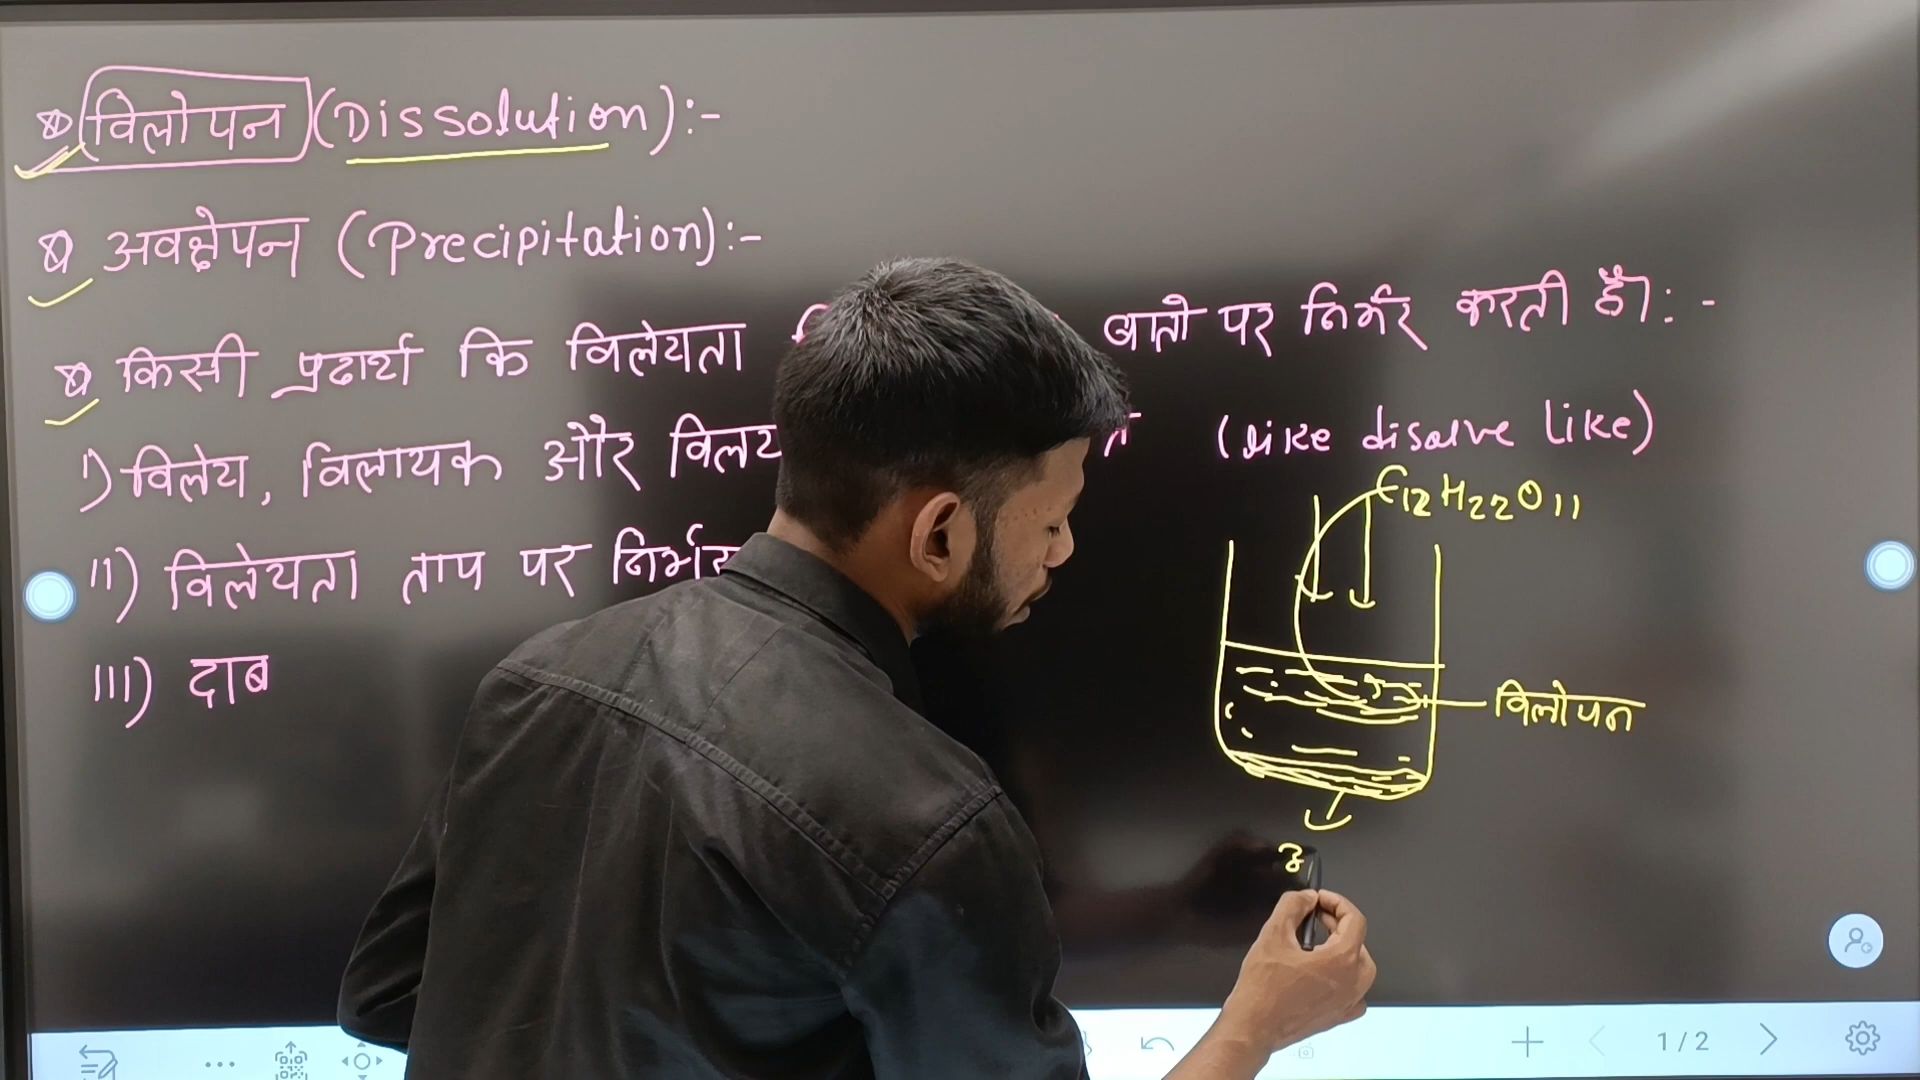 विलोपन (Dissolution):-
अवक्षेपन (Precipitation):-
किसी प्रदार्थ कि विलेयता बातो पर निर्भर करती है। : -
I) विलेय, विलायक और विलय (like disolve like)
C12H22O11
II) विलेयता ताप पर निर्भर
III) दाब
विलोपन
1/2